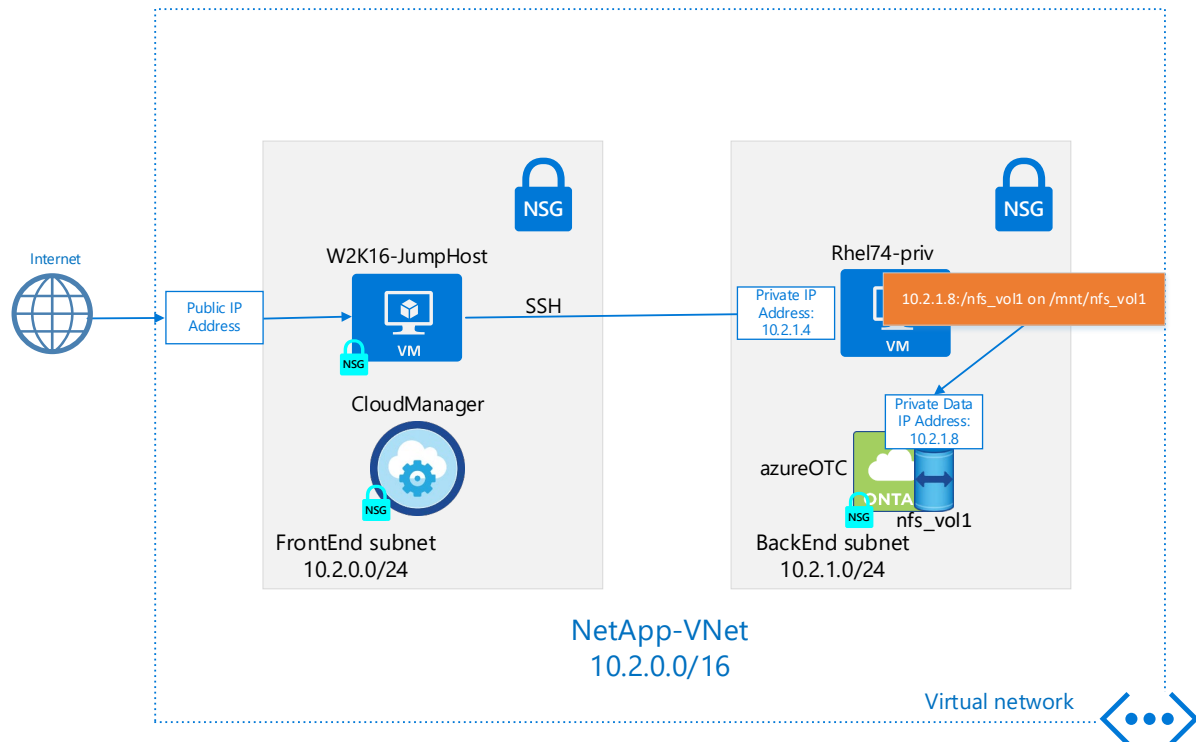 Internet
Public IP
Address
NSG
W2K16-JumpHost
VM
NSG
SSH
CloudManager
NSG
FrontEnd subnet
10.2.0.0/24
NSG
Rhel74-priv
Private IP
Address:
10.2.1.4
10.2.1.8:/nfs_vol1 on /mnt/nfs_vol1
VM
Private Data
IP Address:
10.2.1.8
azureOTC
ONTA
NSG
nfs_vol1
BackEnd subnet
10.2.1.0/24
NetApp-VNet
10.2.0.0/16
Virtual network